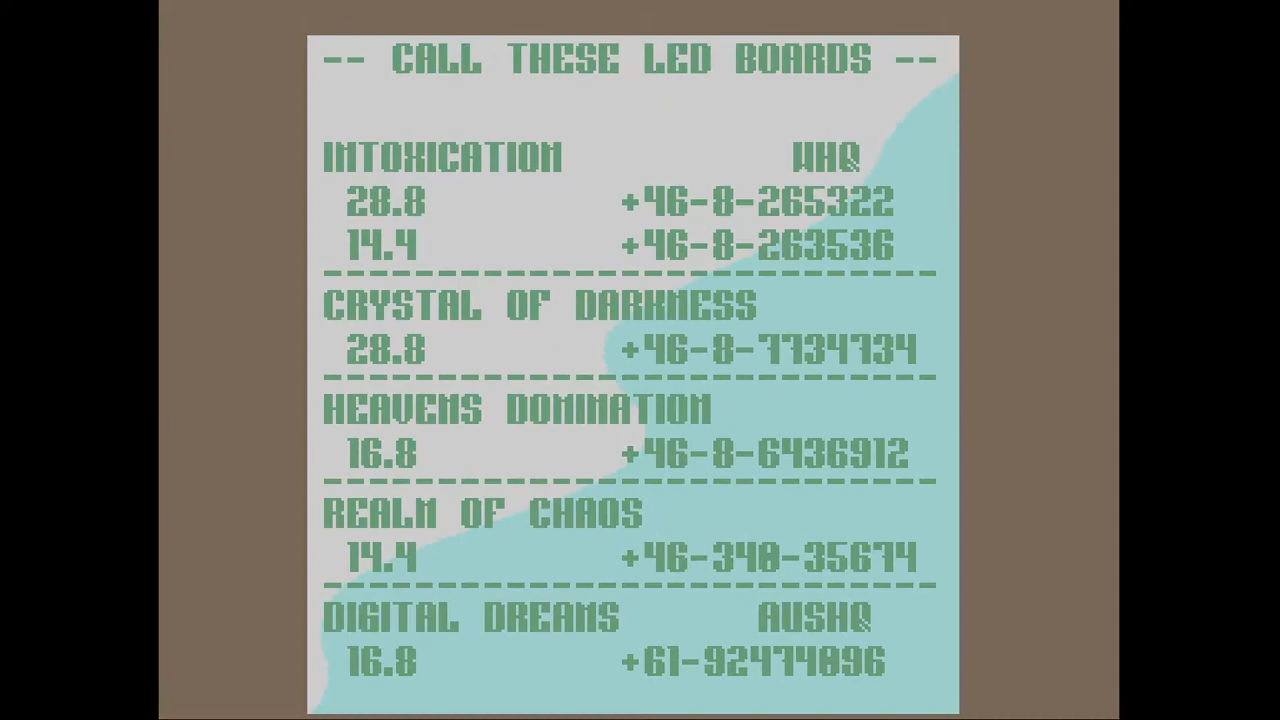 -- CALL THESE LED BOARDS --
INTOXICATION WHQ
28.8 +46-8-265322
14.4 +46-8-263536
---------------------------
CRYSTAL OF DARKNESS
28.8 +46-8-7734734
---------------------------
HEAVENS DOMINATION
16.8 +46-8-6436912
---------------------------
REALM OF CHAOS
14.4 +46-340-35674
---------------------------
DIGITAL DREAMS AUSHQ
16.8 +61-92474096